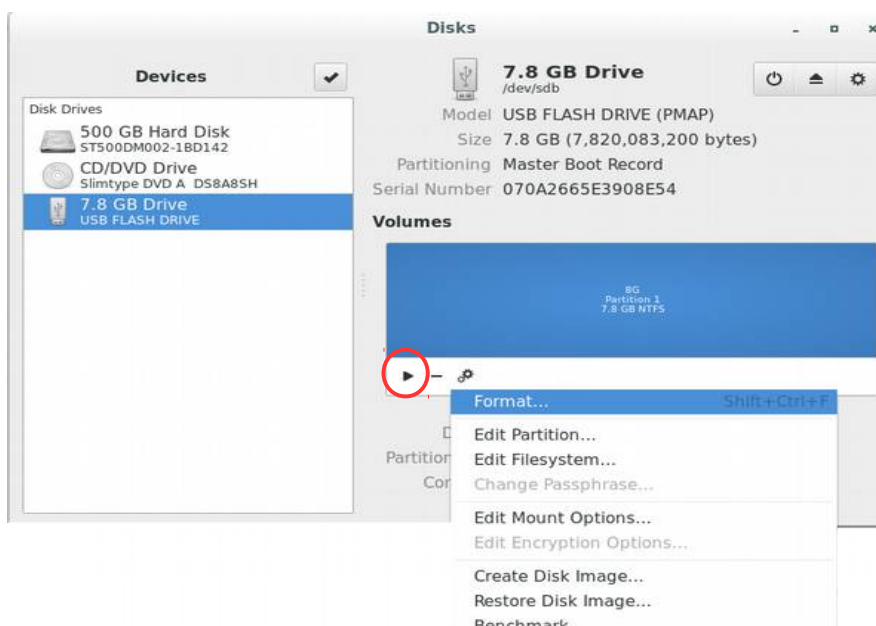 Disks
Devices
Disk Drives
500 GB Hard Disk
ST500DM002-1BD142
CD/DVD Drive
Slimtype DVD A DS8A8SH
7.8 GB Drive
USB FLASH DRIVE
7.8 GB Drive
/dev/sdb
Model USB FLASH DRIVE (PMAP)
Size 7.8 GB (7,820,083,200 bytes)
Partitioning Master Boot Record
Serial Number 070A2665E3908E54
Volumes
8G
Partition 1
7.8 GB NTFS
Format... Shift+Ctrl+F
Edit Partition...
Partition
Edit Filesystem...
Change Passphrase...
Edit Mount Options...
Edit Encryption Options...
Create Disk Image...
Restore Disk Image...
Benchmark